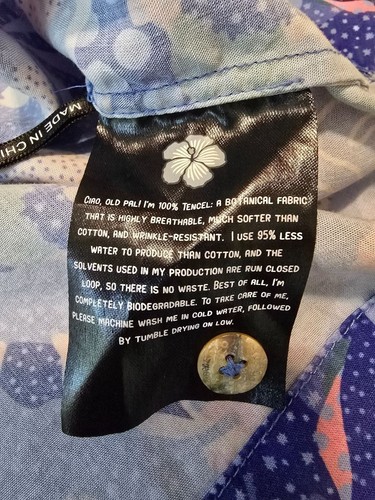 MADE IN CHI
CIAO, OLD PAL! I'M 100% TENCEL: A BOTANICAL FABRIC
THAT IS HIGHLY BREATHABLE, MUCH SOFTER THAN
COTTON, AND WRINKLE-RESISTANT. I USE 95% LESS
WATER TO PRODUCE THAN COTTON, AND THE
SOLVENTS USED IN MY PRODUCTION ARE RUN CLOSED
LOOP, SO THERE IS NO WASTE. BEST OF ALL, I'M
COMPLETELY BIODEGRADABLE. TO TAKE CARE OF ME,
PLEASE MACHINE WASH ME IN COLD WATER, FOLLOWED
BY TUMBLE DRYING ON LOW.